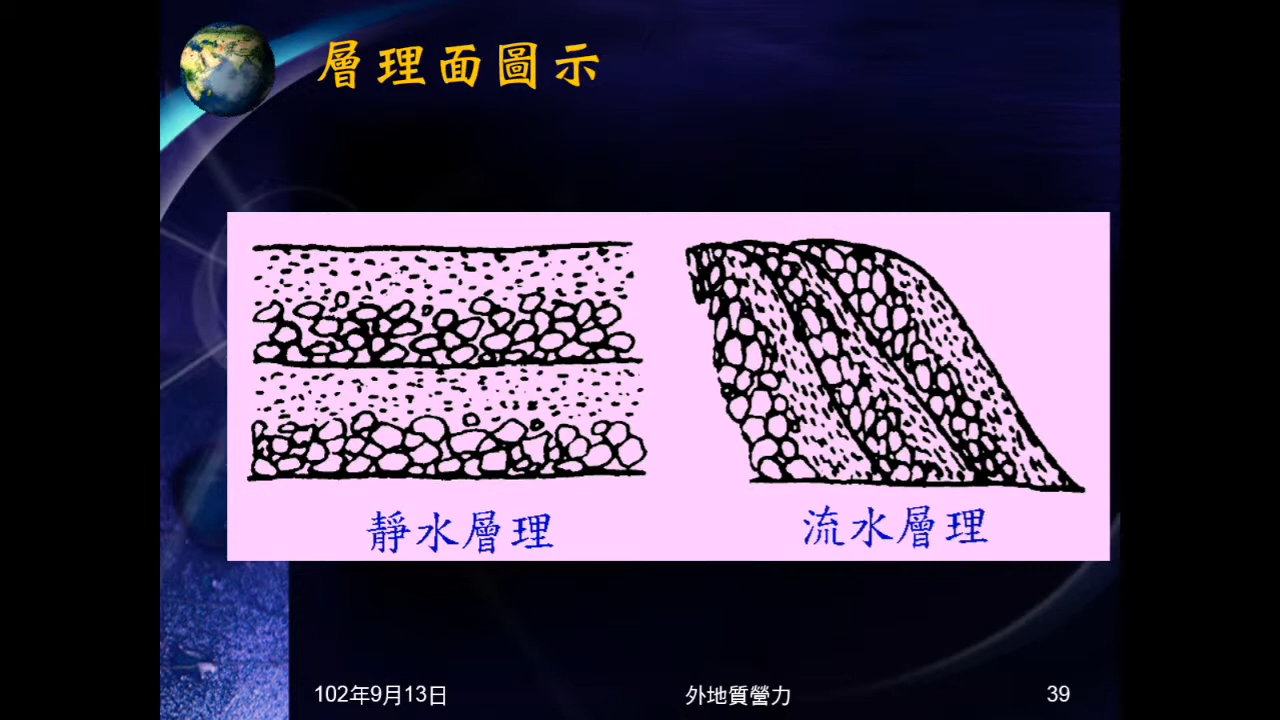 層理面圖示
靜水層理
流水層理
102年9月13日
外地質營力
39